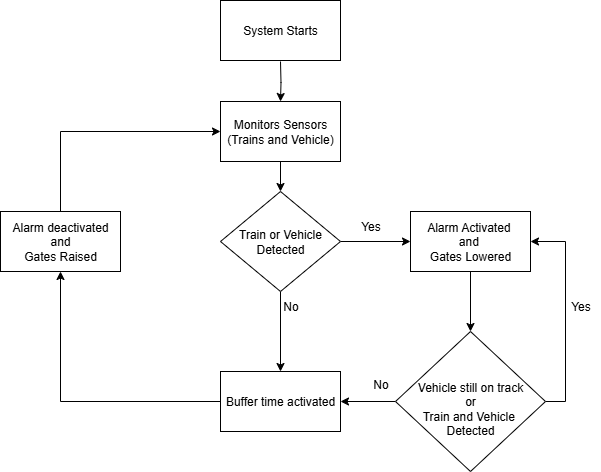 System Starts
Monitors Sensors
(Trains and Vehicle)
Train or Vehicle
Detected
Yes
Alarm Activated
and
Gates Lowered
Alarm deactivated
and
Gates Raised
No
Yes
Buffer time activated
No
Vehicle still on track
or
Train and Vehicle
Detected